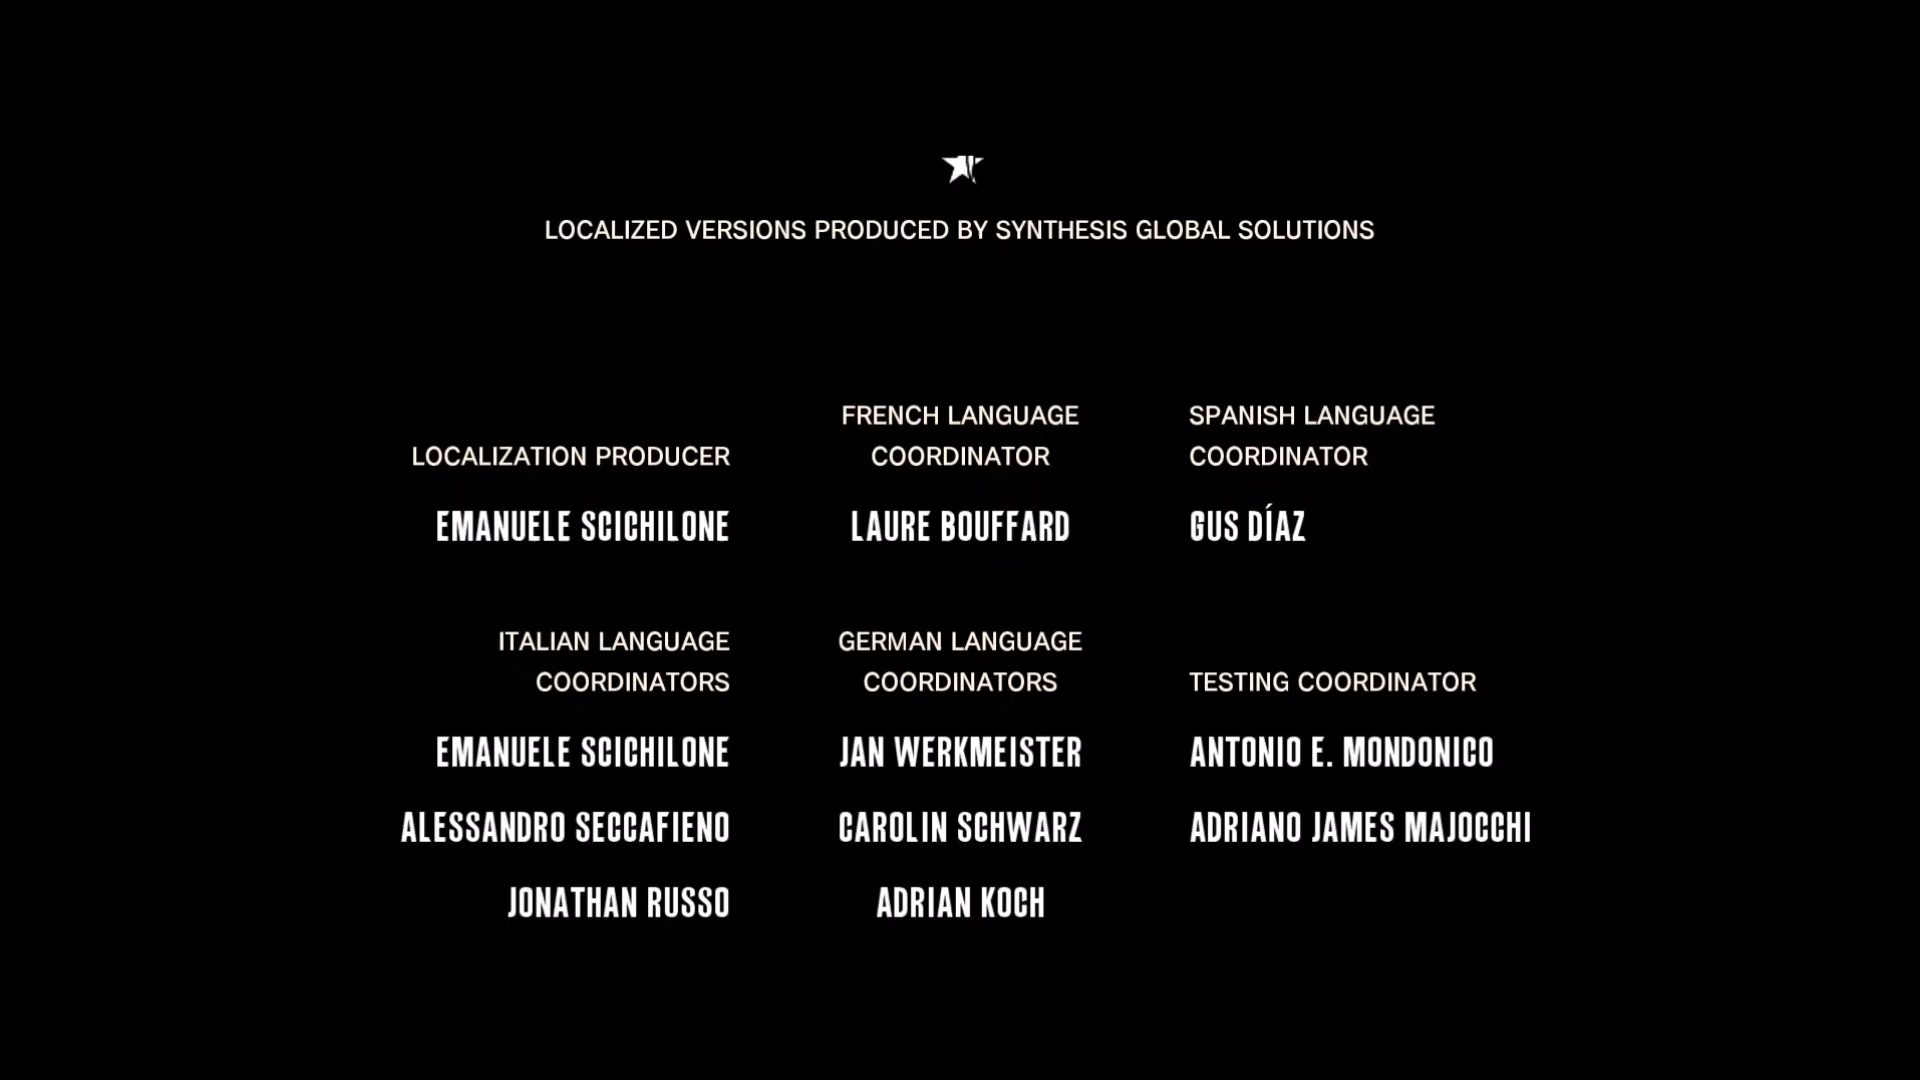 LOCALIZED VERSIONS PRODUCED BY SYNTHESIS GLOBAL SOLUTIONS
LOCALIZATION PRODUCER
EMANUELE SCICHILONE
FRENCH LANGUAGE
COORDINATOR
LAURE BOUFFARD
SPANISH LANGUAGE
COORDINATOR
GUS DÍAZ
ITALIAN LANGUAGE
COORDINATORS
EMANUELE SCICHILONE
ALESSANDRO SECCAFIENO
JONATHAN RUSSO
GERMAN LANGUAGE
COORDINATORS
JAN WERKMEISTER
CAROLIN SCHWARZ
ADRIAN KOCH
TESTING COORDINATOR
ANTONIO E. MONDONICO
ADRIANO JAMES MAJOCCHI